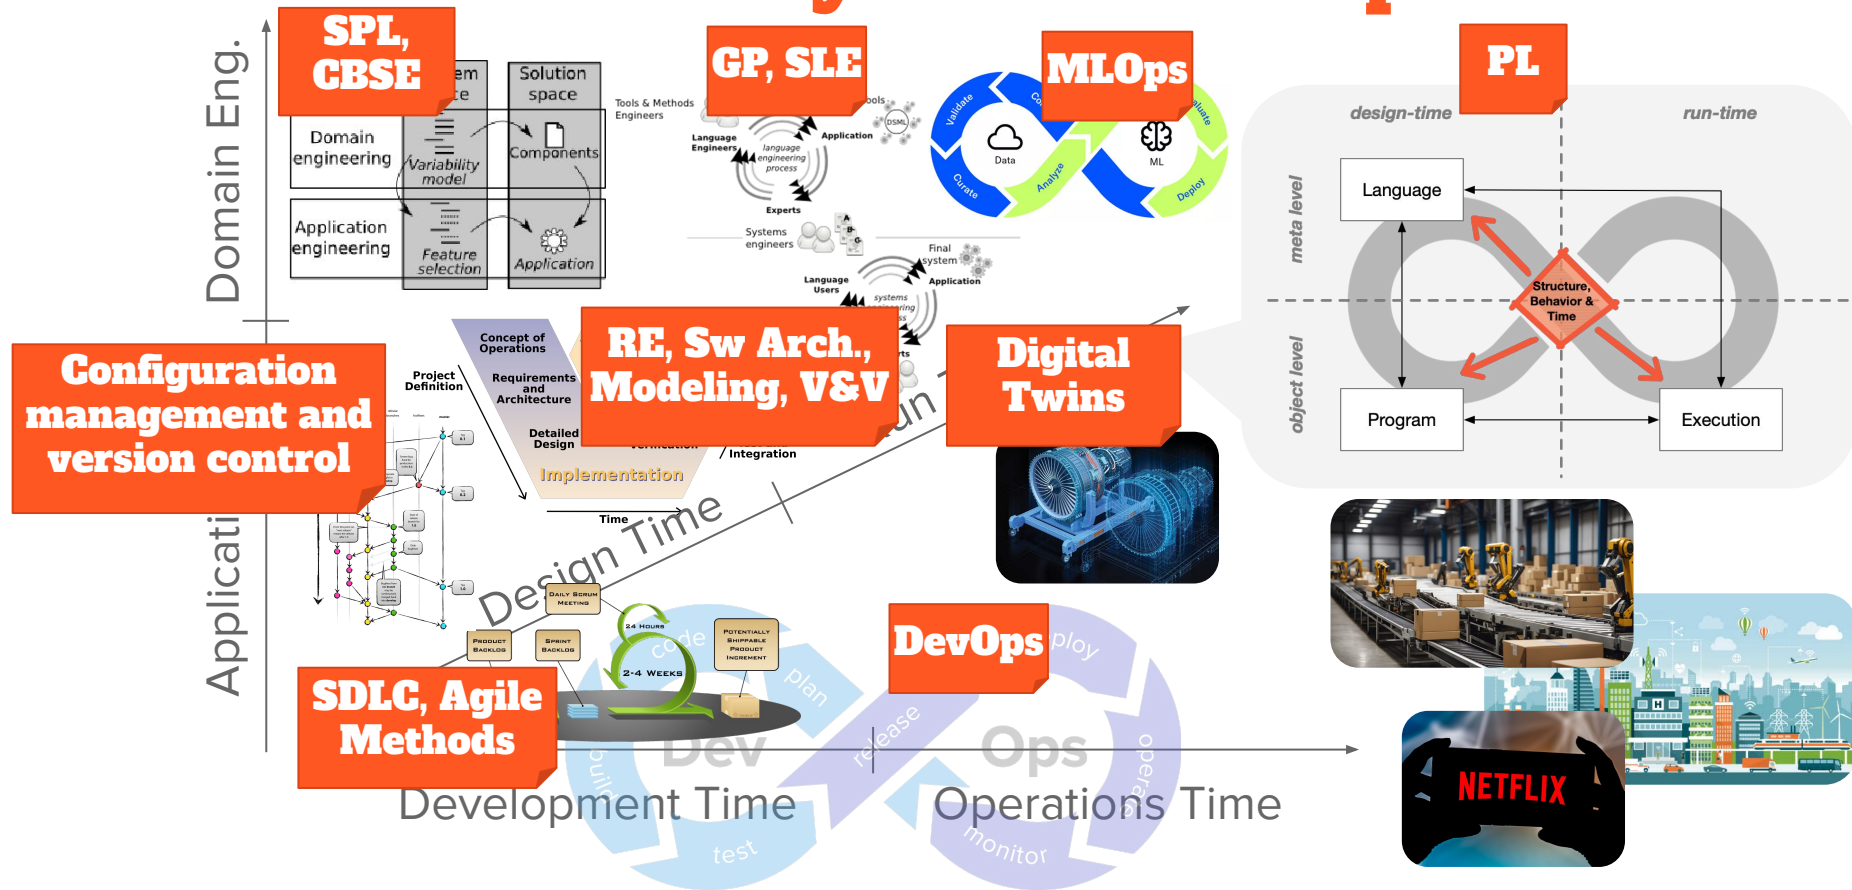 SPL,
CBSE
Solution
space
Domain
engineering
Variability
model
Components
Application
engineering
Feature
selection
Application
Domain Eng.
GP, SLE
Tools & Methods
Engineers
Language
Engineers
Application
DSML
language
engineering
process
Experts
Systems
engineers
Final
system
Language
Users
Application
systems
MLOps
Validate
Data
Curate
Analyze
ML
Deploy
PL
design-time
run-time
meta level
object level
Language
Structure,
Behavior &
Time
Program
Execution
Configuration
management and
version control
Concept of
Operations
Project
Definition
Requirements
and
Architecture
Detailed
Design
Implementation
Integration
Time
RE, Sw Arch.,
Modeling, V&V
Digital
Twins
Design Time
SDLC, Agile
Methods
Product
Backlog
Sprint
Backlog
Daily Scrum
Meeting
24 Hours
2-4 Weeks
Potentially
Shippable
Product
Increment
DevOps
code
plan
build
test
release
operate
monitor
Dev
Ops
Development Time
Operations Time
H
NETFLIX